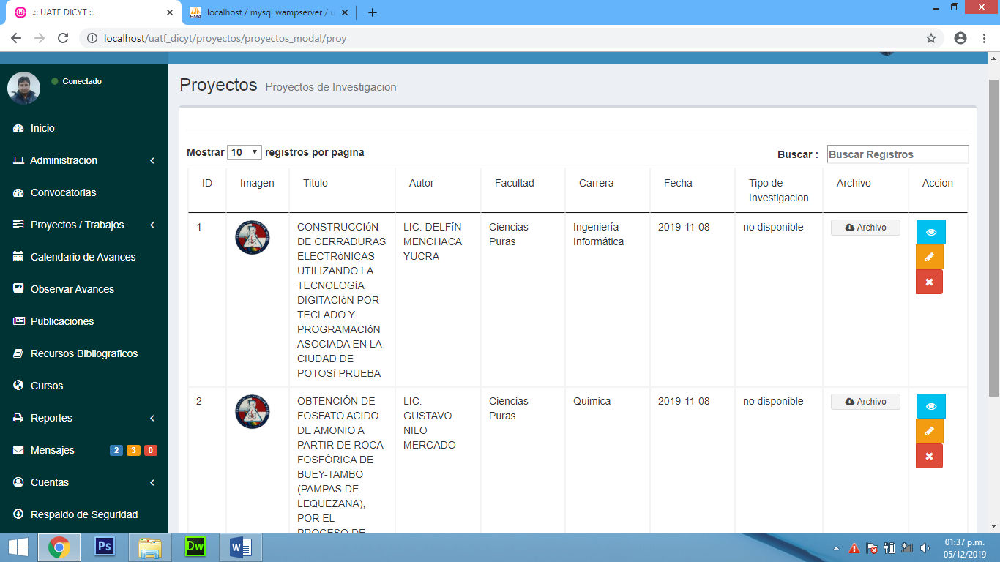 .:: UATF DICYT ::.
localhost / mysql wampserver / u
localhost/uatf_dicyt/proyectos/proyectos_modal/proy
Conectado
Inicio
Administracion
Convocatorias
Proyectos / Trabajos
Calendario de Avances
Observar Avances
Publicaciones
Recursos Bibliograficos
Cursos
Reportes
Mensajes 2 3 0
Cuentas
Respaldo de Seguridad
Proyectos Proyectos de Investigacion
Mostrar 10 registros por pagina
Buscar : Buscar Registros
ID Imagen Titulo Autor Facultad Carrera Fecha Tipo de Investigacion Archivo Accion
1
CONSTRUCCIóN
DE CERRADURAS
ELECTRóNICAS
UTILIZANDO LA
TECNOLOGíA
DIGITACIóN POR
TECLADO Y
PROGRAMACIóN
ASOCIADA EN LA
CIUDAD DE
POTOSí PRUEBA
LIC. DELFíN
MENCHACA
YUCRA
Ciencias
Puras
Ingeniería
Informática
2019-11-08
no disponible
Archivo
2
OBTENCIÓN DE
FOSFATO ACIDO
DE AMONIO A
PARTIR DE ROCA
FOSFÓRICA DE
BUEY-TAMBO
(PAMPAS DE
LEQUEZANA),
POR EL
PROCESO DE
LIC.
GUSTAVO
NILO
MERCADO
Ciencias
Puras
Quimica
2019-11-08
no disponible
Archivo
Ps
Dw
W
01:37 p.m.
05/12/2019